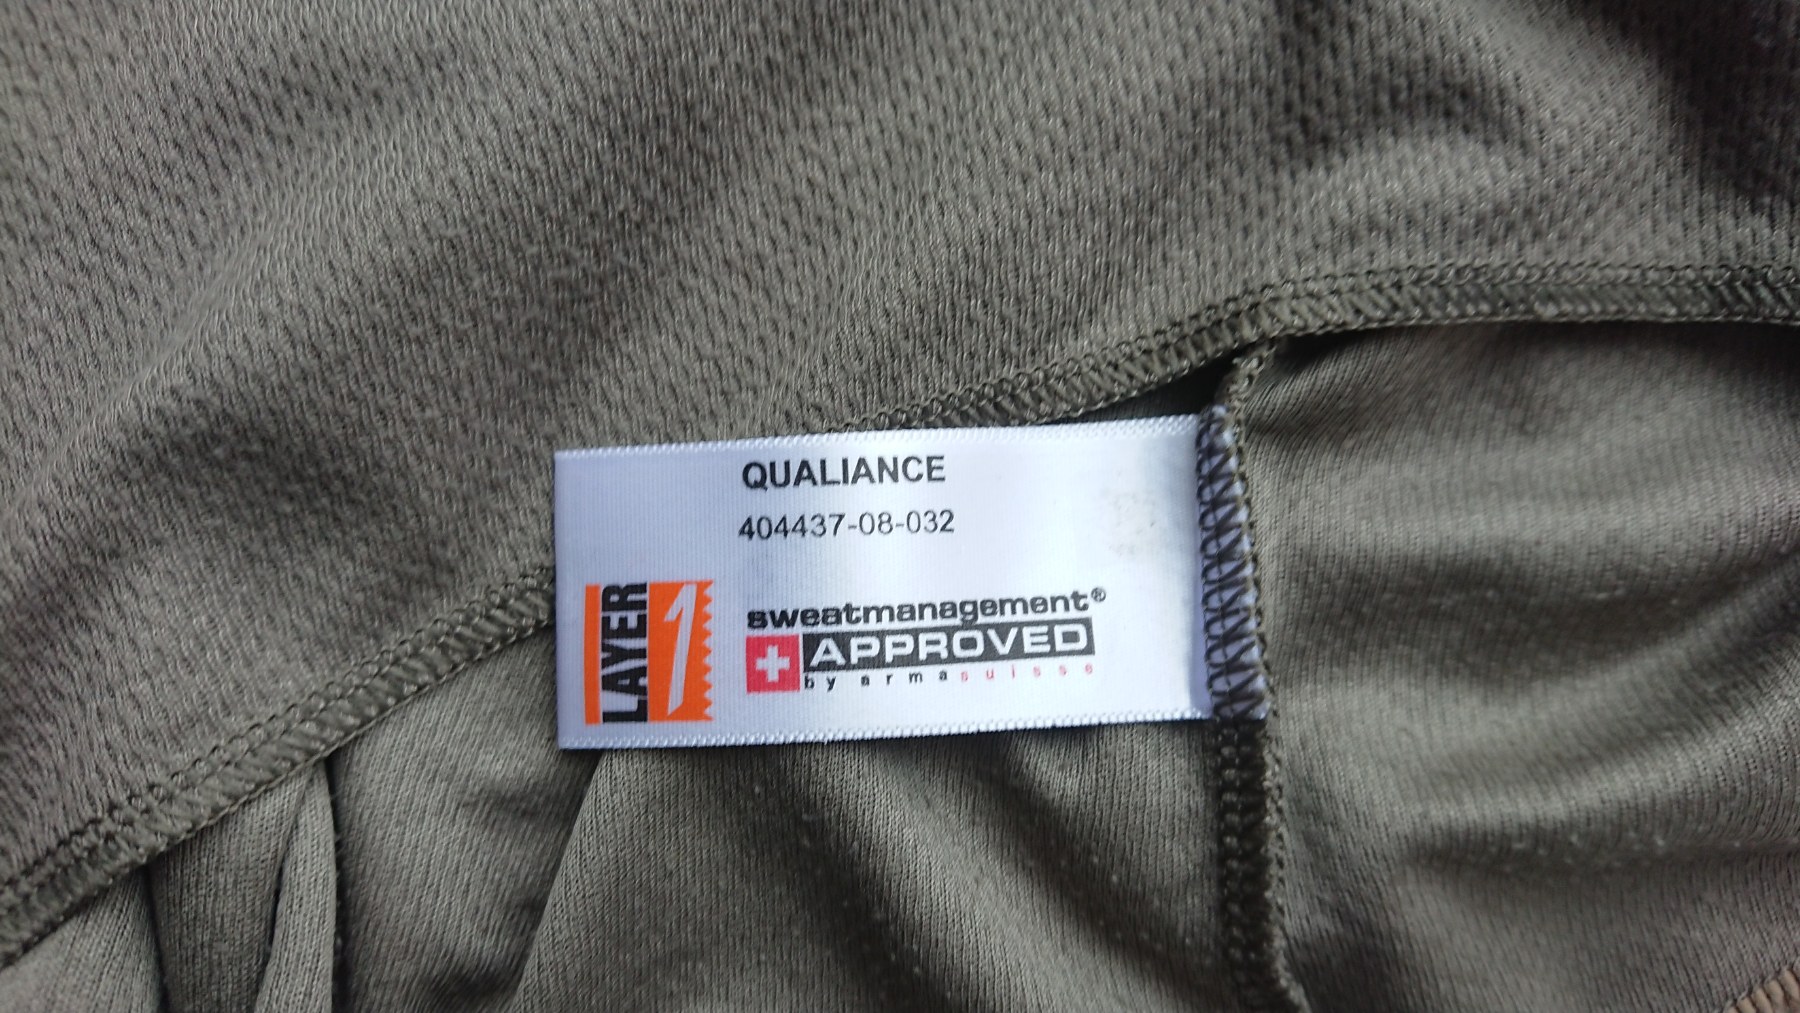 QUALIANCE
404437-08-032
LAYER 1
sweatmanagement®
APPROVED
by armasuisse